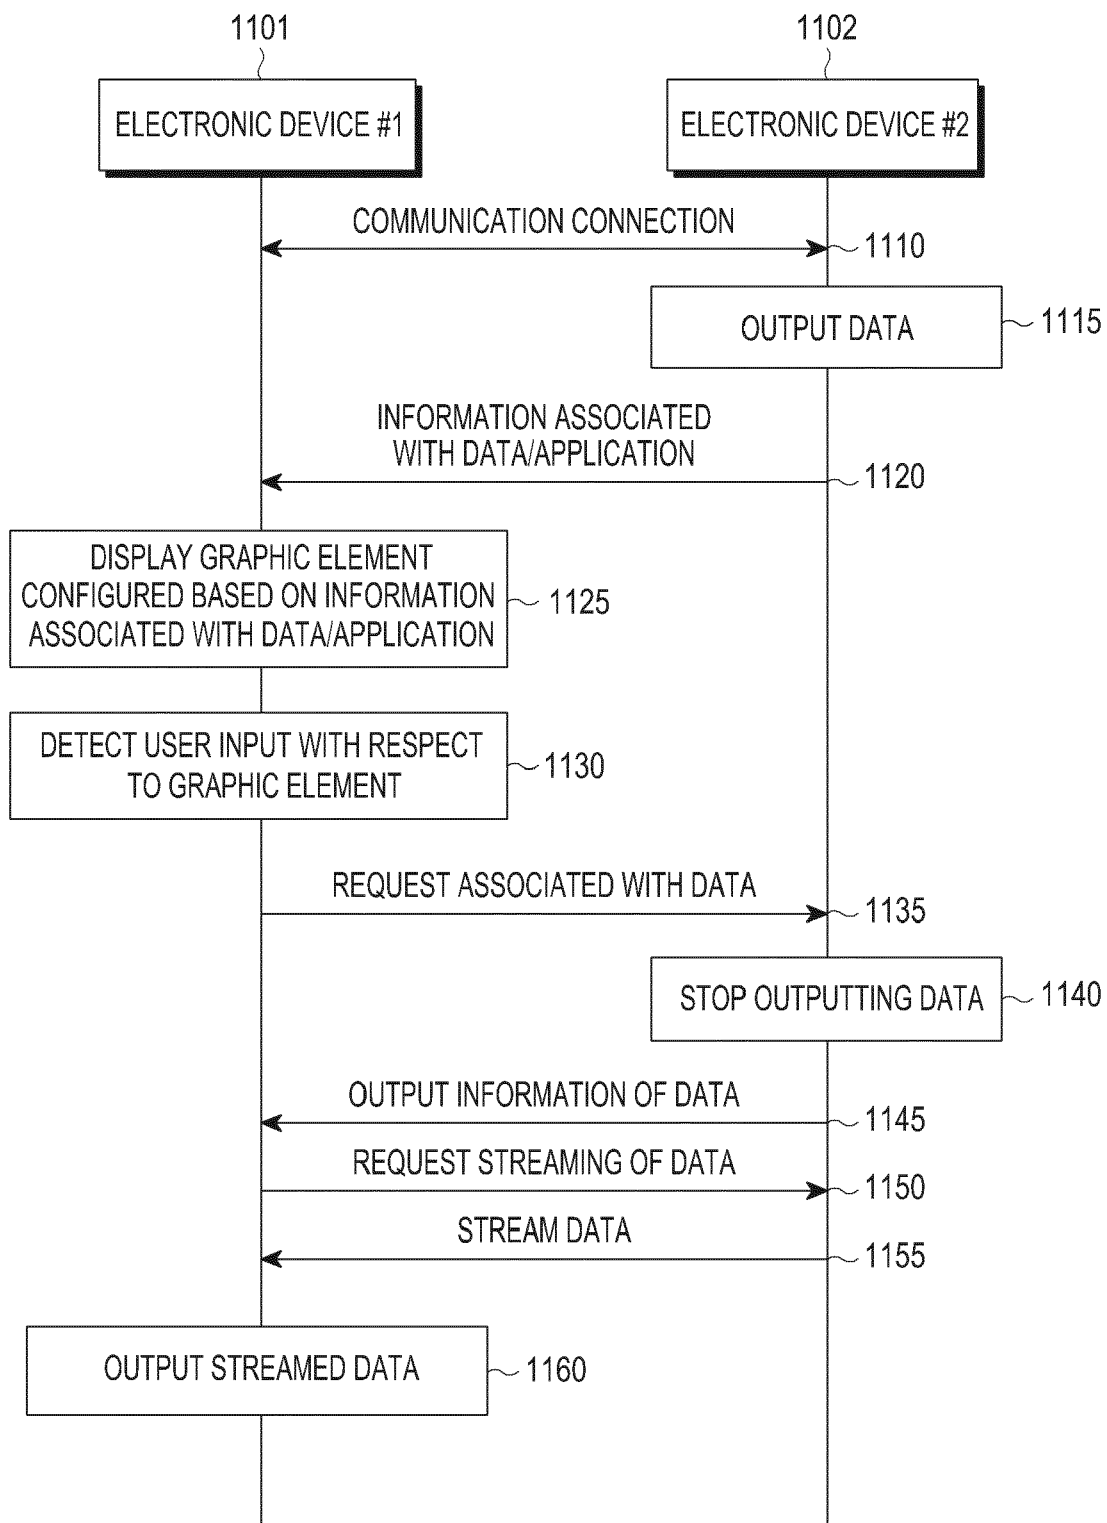 1101
1102
ELECTRONIC DEVICE #1
ELECTRONIC DEVICE #2
COMMUNICATION CONNECTION
1110
OUTPUT DATA
1115
INFORMATION ASSOCIATED
WITH DATA/APPLICATION
1120
DISPLAY GRAPHIC ELEMENT
CONFIGURED BASED ON INFORMATION
ASSOCIATED WITH DATA/APPLICATION
1125
DETECT USER INPUT WITH RESPECT
TO GRAPHIC ELEMENT
1130
REQUEST ASSOCIATED WITH DATA
1135
STOP OUTPUTTING DATA
1140
OUTPUT INFORMATION OF DATA
1145
REQUEST STREAMING OF DATA
1150
STREAM DATA
1155
OUTPUT STREAMED DATA
1160